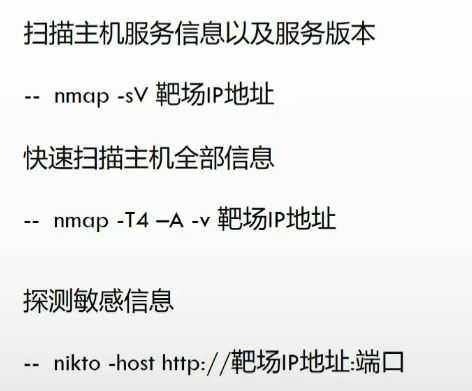 扫描主机服务信息以及服务版本
-- nmap -sV 靶场IP地址
快速扫描主机全部信息
-- nmap -T4 –A -v 靶场IP地址
探测敏感信息
-- nikto -host http://靶场IP地址:端口